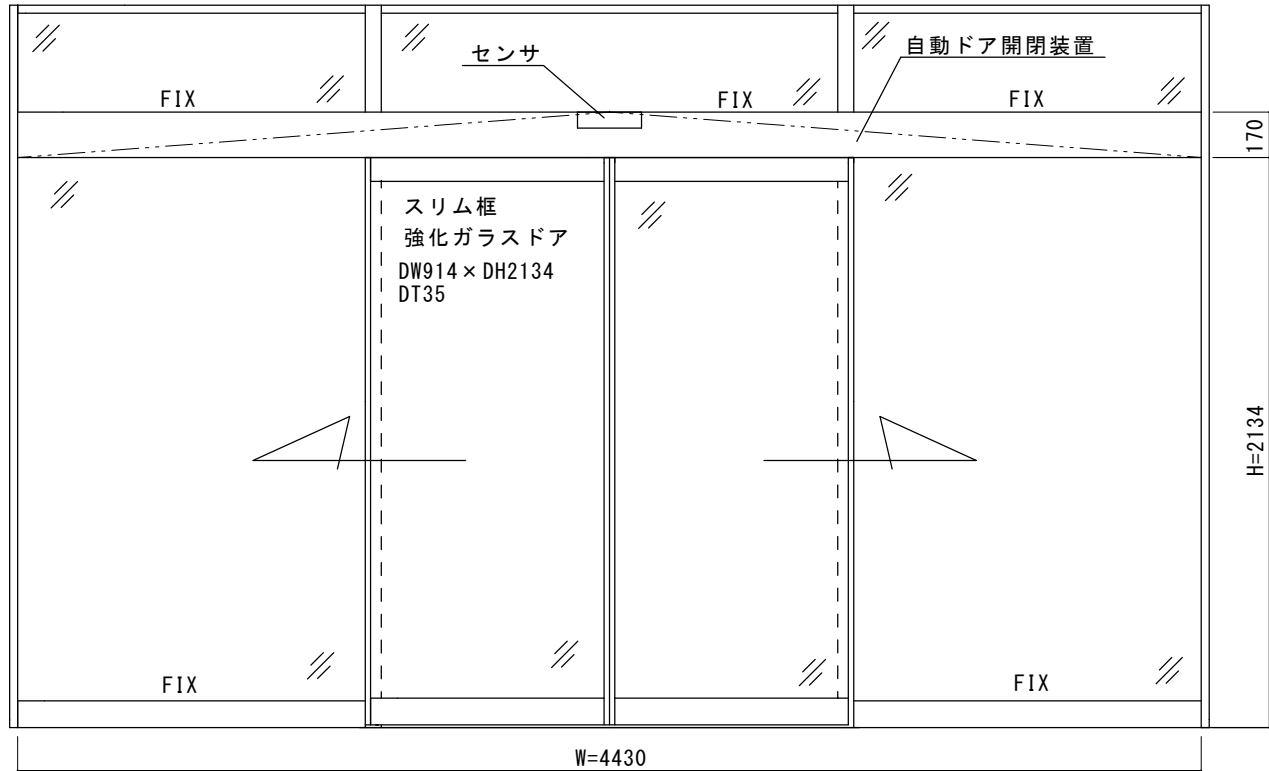 センサ
自動ドア開閉装置
FIX
FIX
FIX
170
スリム框
強化ガラスドア
DW914×DH2134
DT35
H=2134
FIX
FIX
W=4430